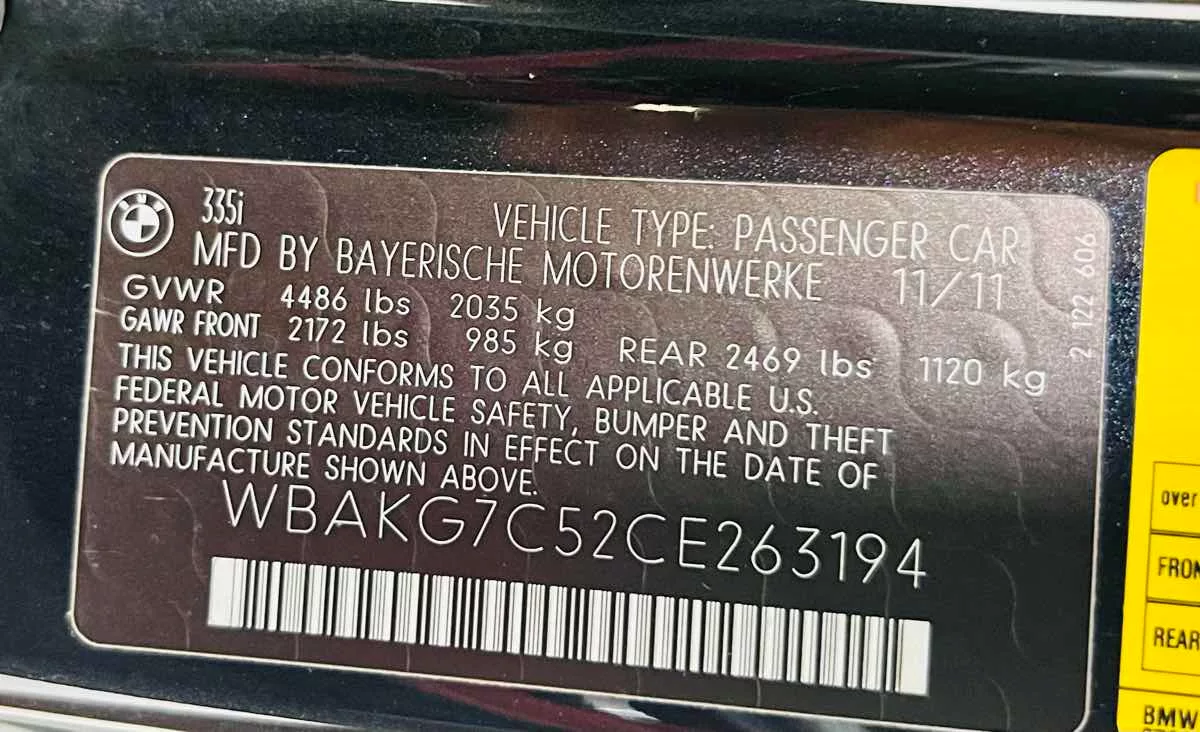 335i
VEHICLE TYPE: PASSENGER CAR
MFD BY BAYERISCHE MOTORENWERKE 11/11
GVWR 4486 lbs 2035 kg
GAWR FRONT 2172 lbs 985 kg REAR 2469 lbs 1120 kg
THIS VEHICLE CONFORMS TO ALL APPLICABLE U.S.
FEDERAL MOTOR VEHICLE SAFETY, BUMPER AND THEFT
PREVENTION STANDARDS IN EFFECT ON THE DATE OF
MANUFACTURE SHOWN ABOVE.
WBAKG7C52CE263194
2 122 606
over
FRON
REAR
BMW